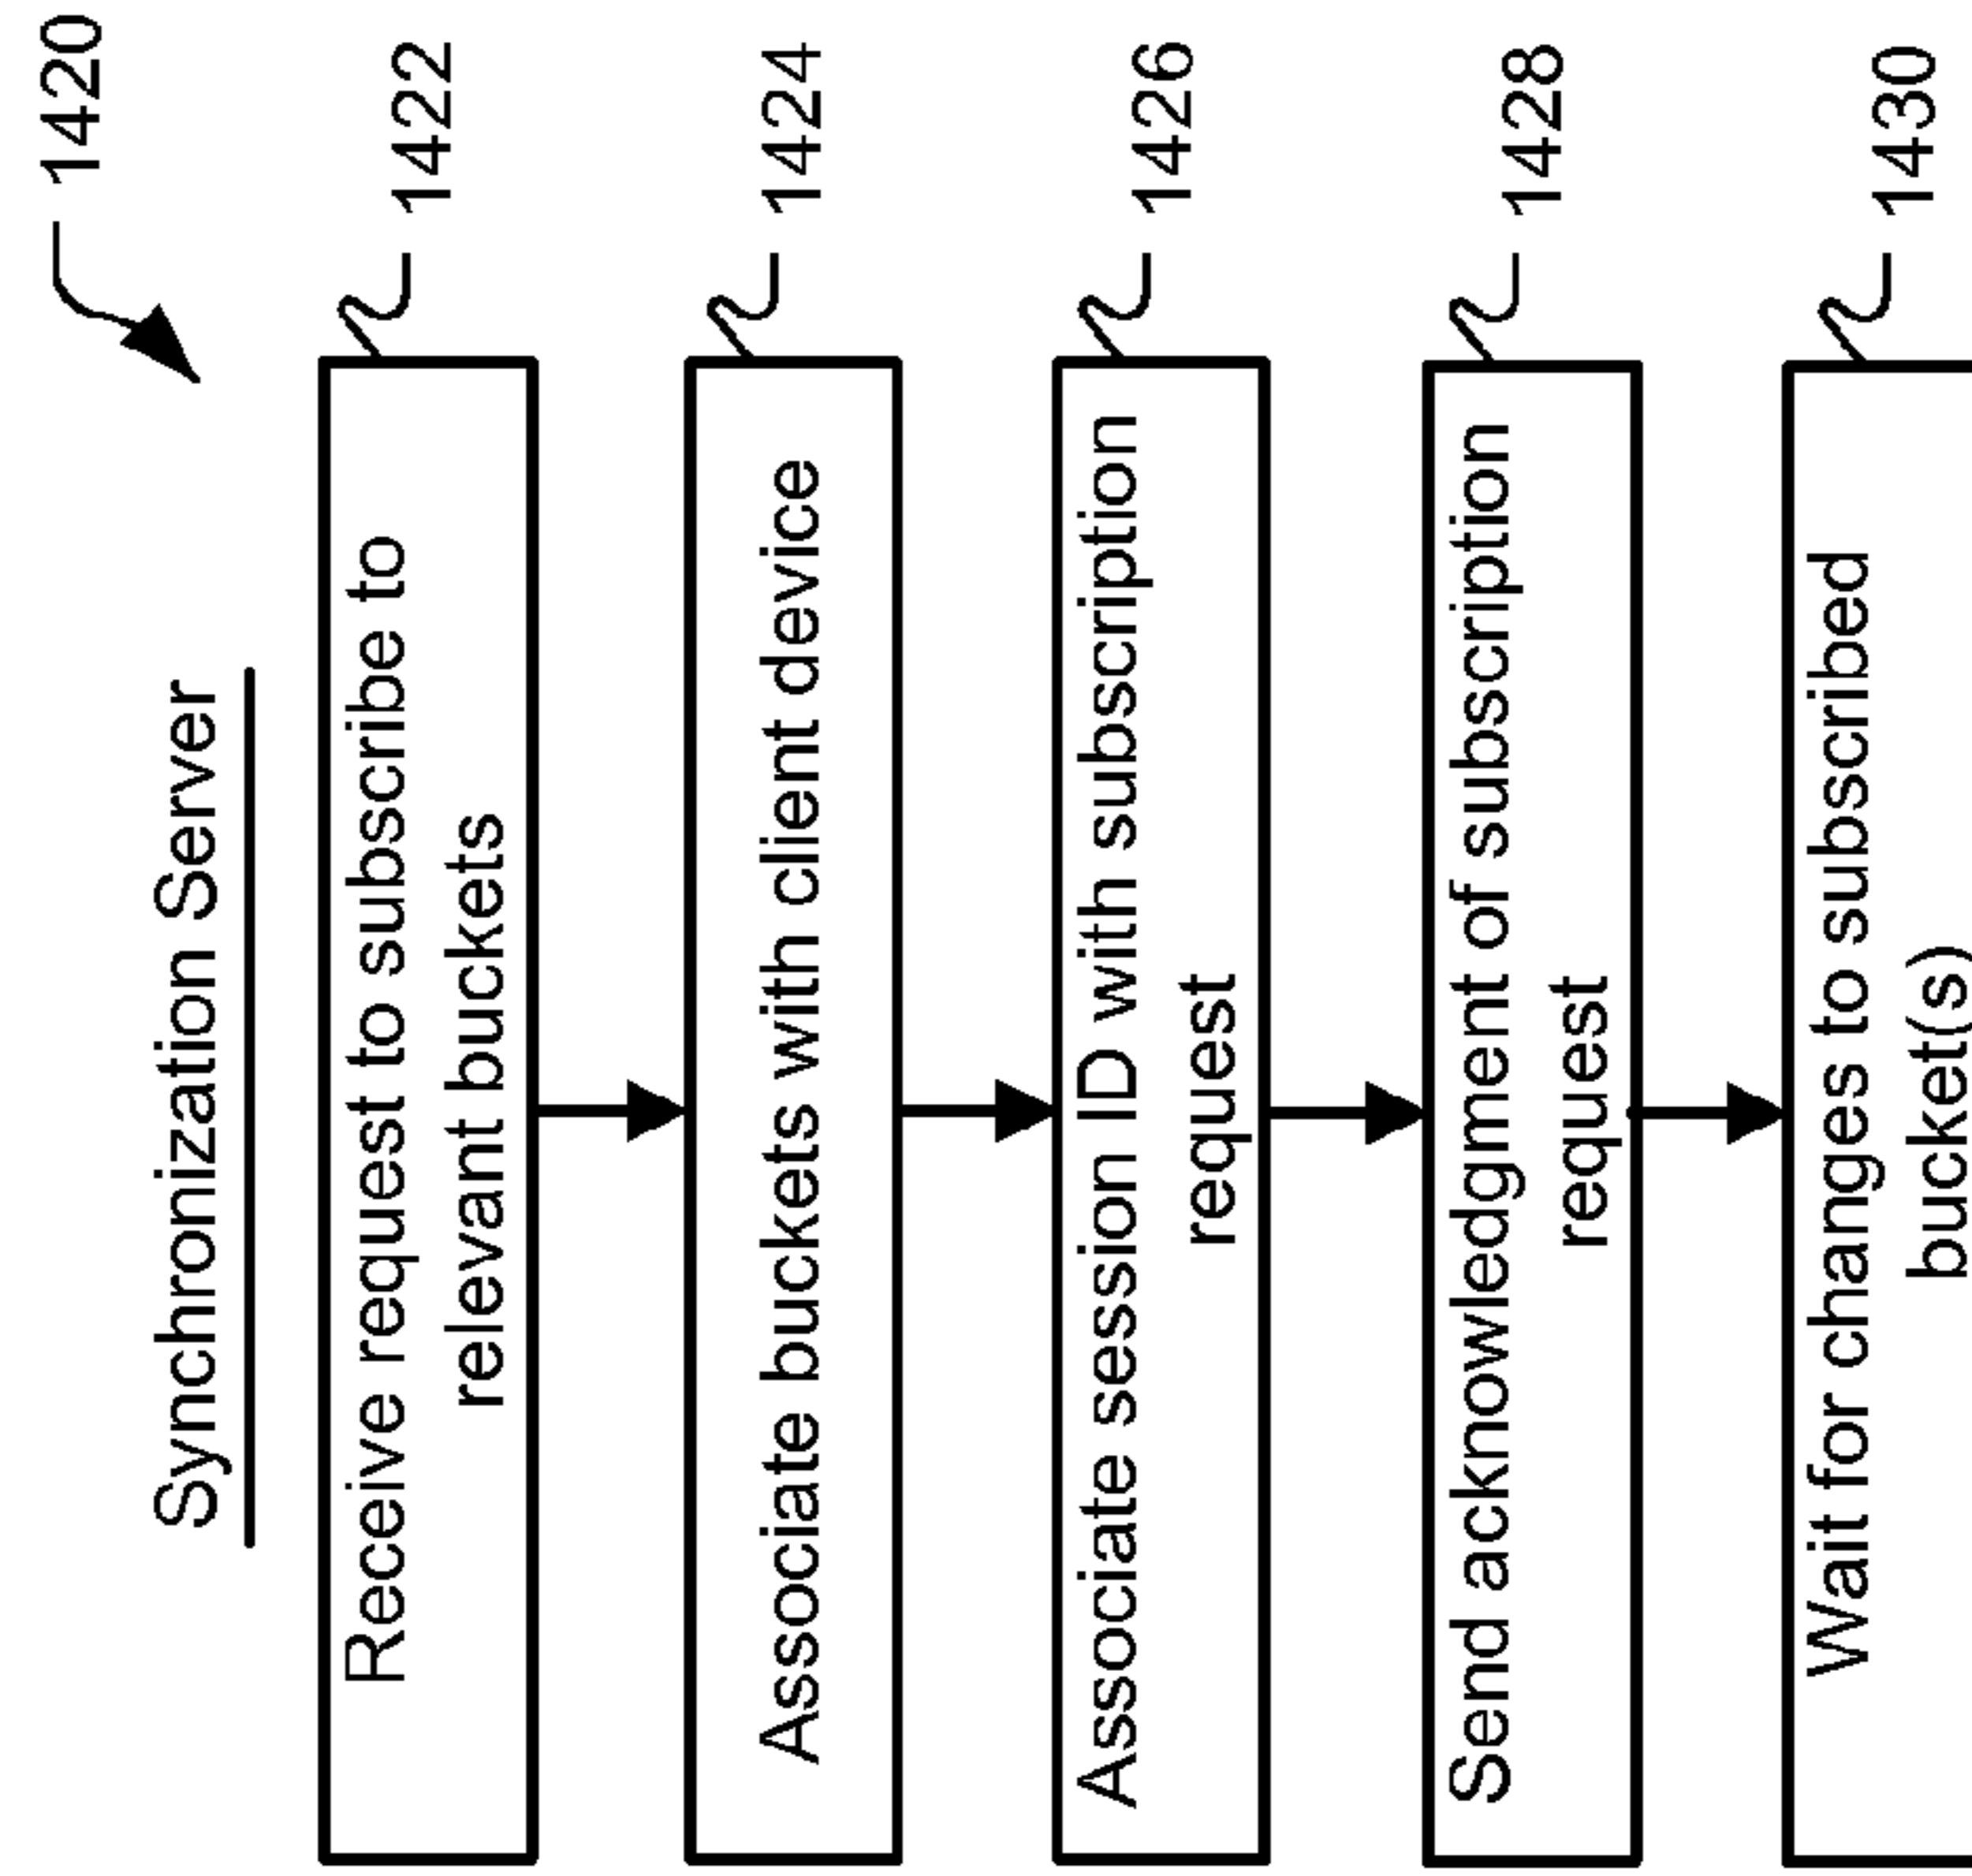 1420
Synchronization Server
Receive request to subscribe to
relevant buckets
1422
Associate buckets with client device
1424
Associate session ID with subscription
request
1426
Send acknowledgment of subscription
request
1428
Wait for changes to subscribed
bucket(s)
1430